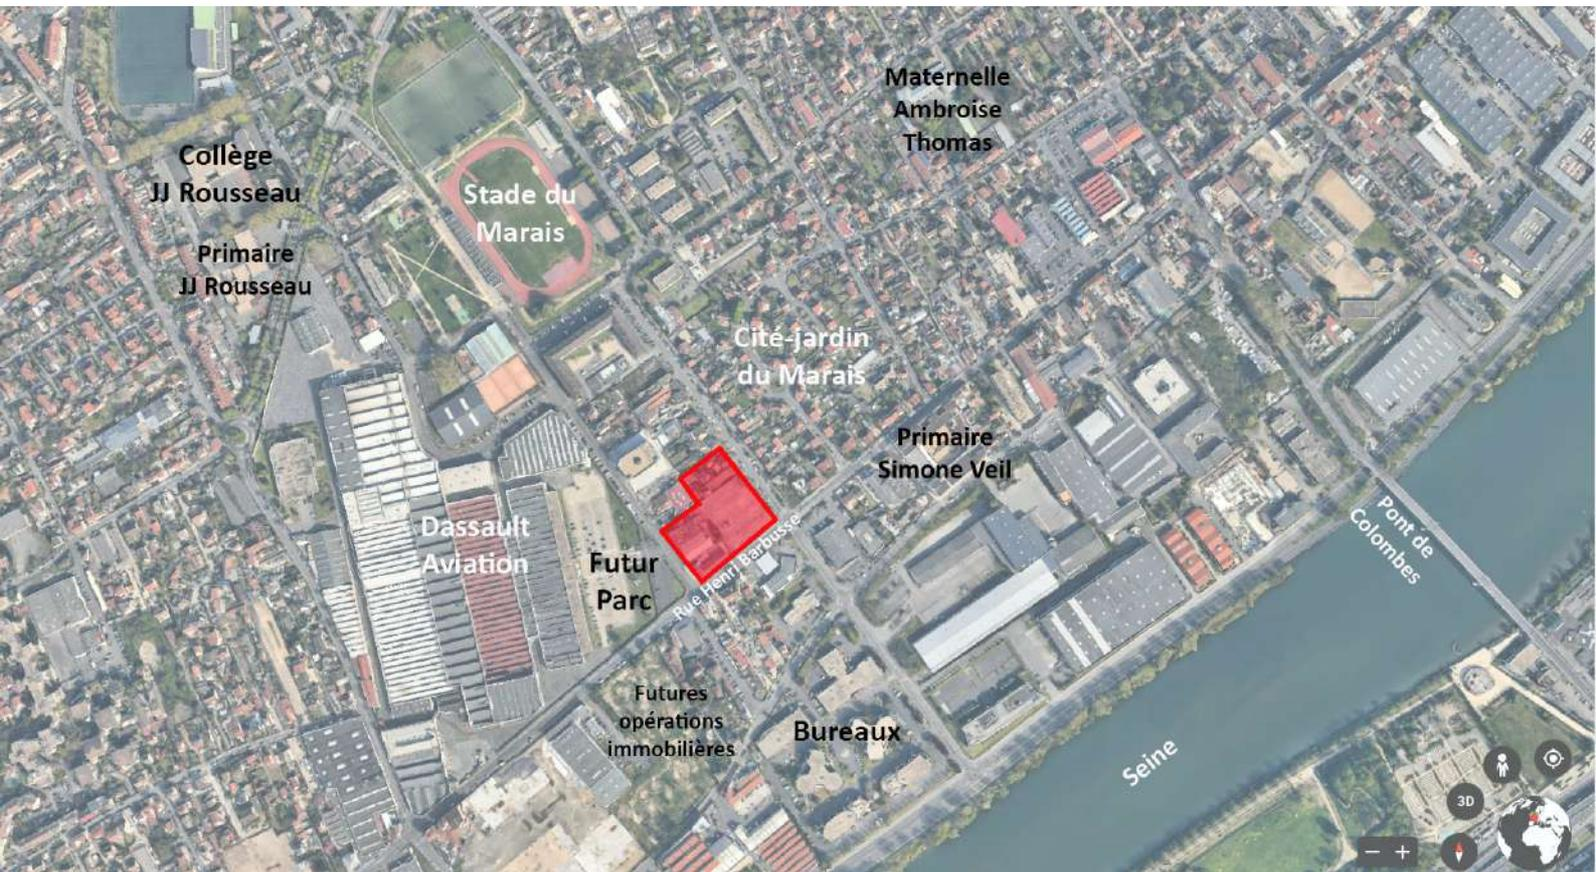 Maternelle
Ambroise
Thomas
Collège
JJ Rousseau
Stade du
Marais
Primaire
JJ Rousseau
Cité-jardin
du Marais
Primaire
Simone Veil
Pont de
Colombes
Dassault
Aviation
Futur
Parc
Rue Henri Barbusse
Futures
opérations
immobilières
Bureaux
Seine
3D